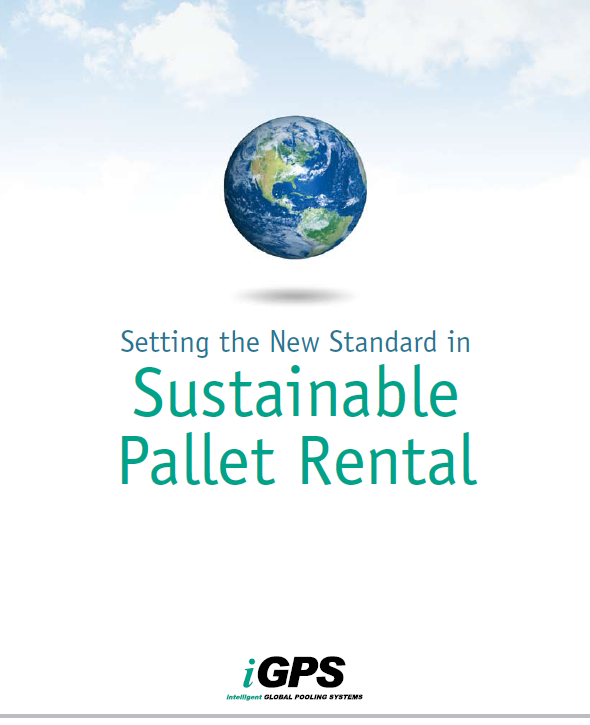 Setting the New Standard in
Sustainable
Pallet Rental
iGPS
intelligent GLOBAL POOLING SYSTEMS